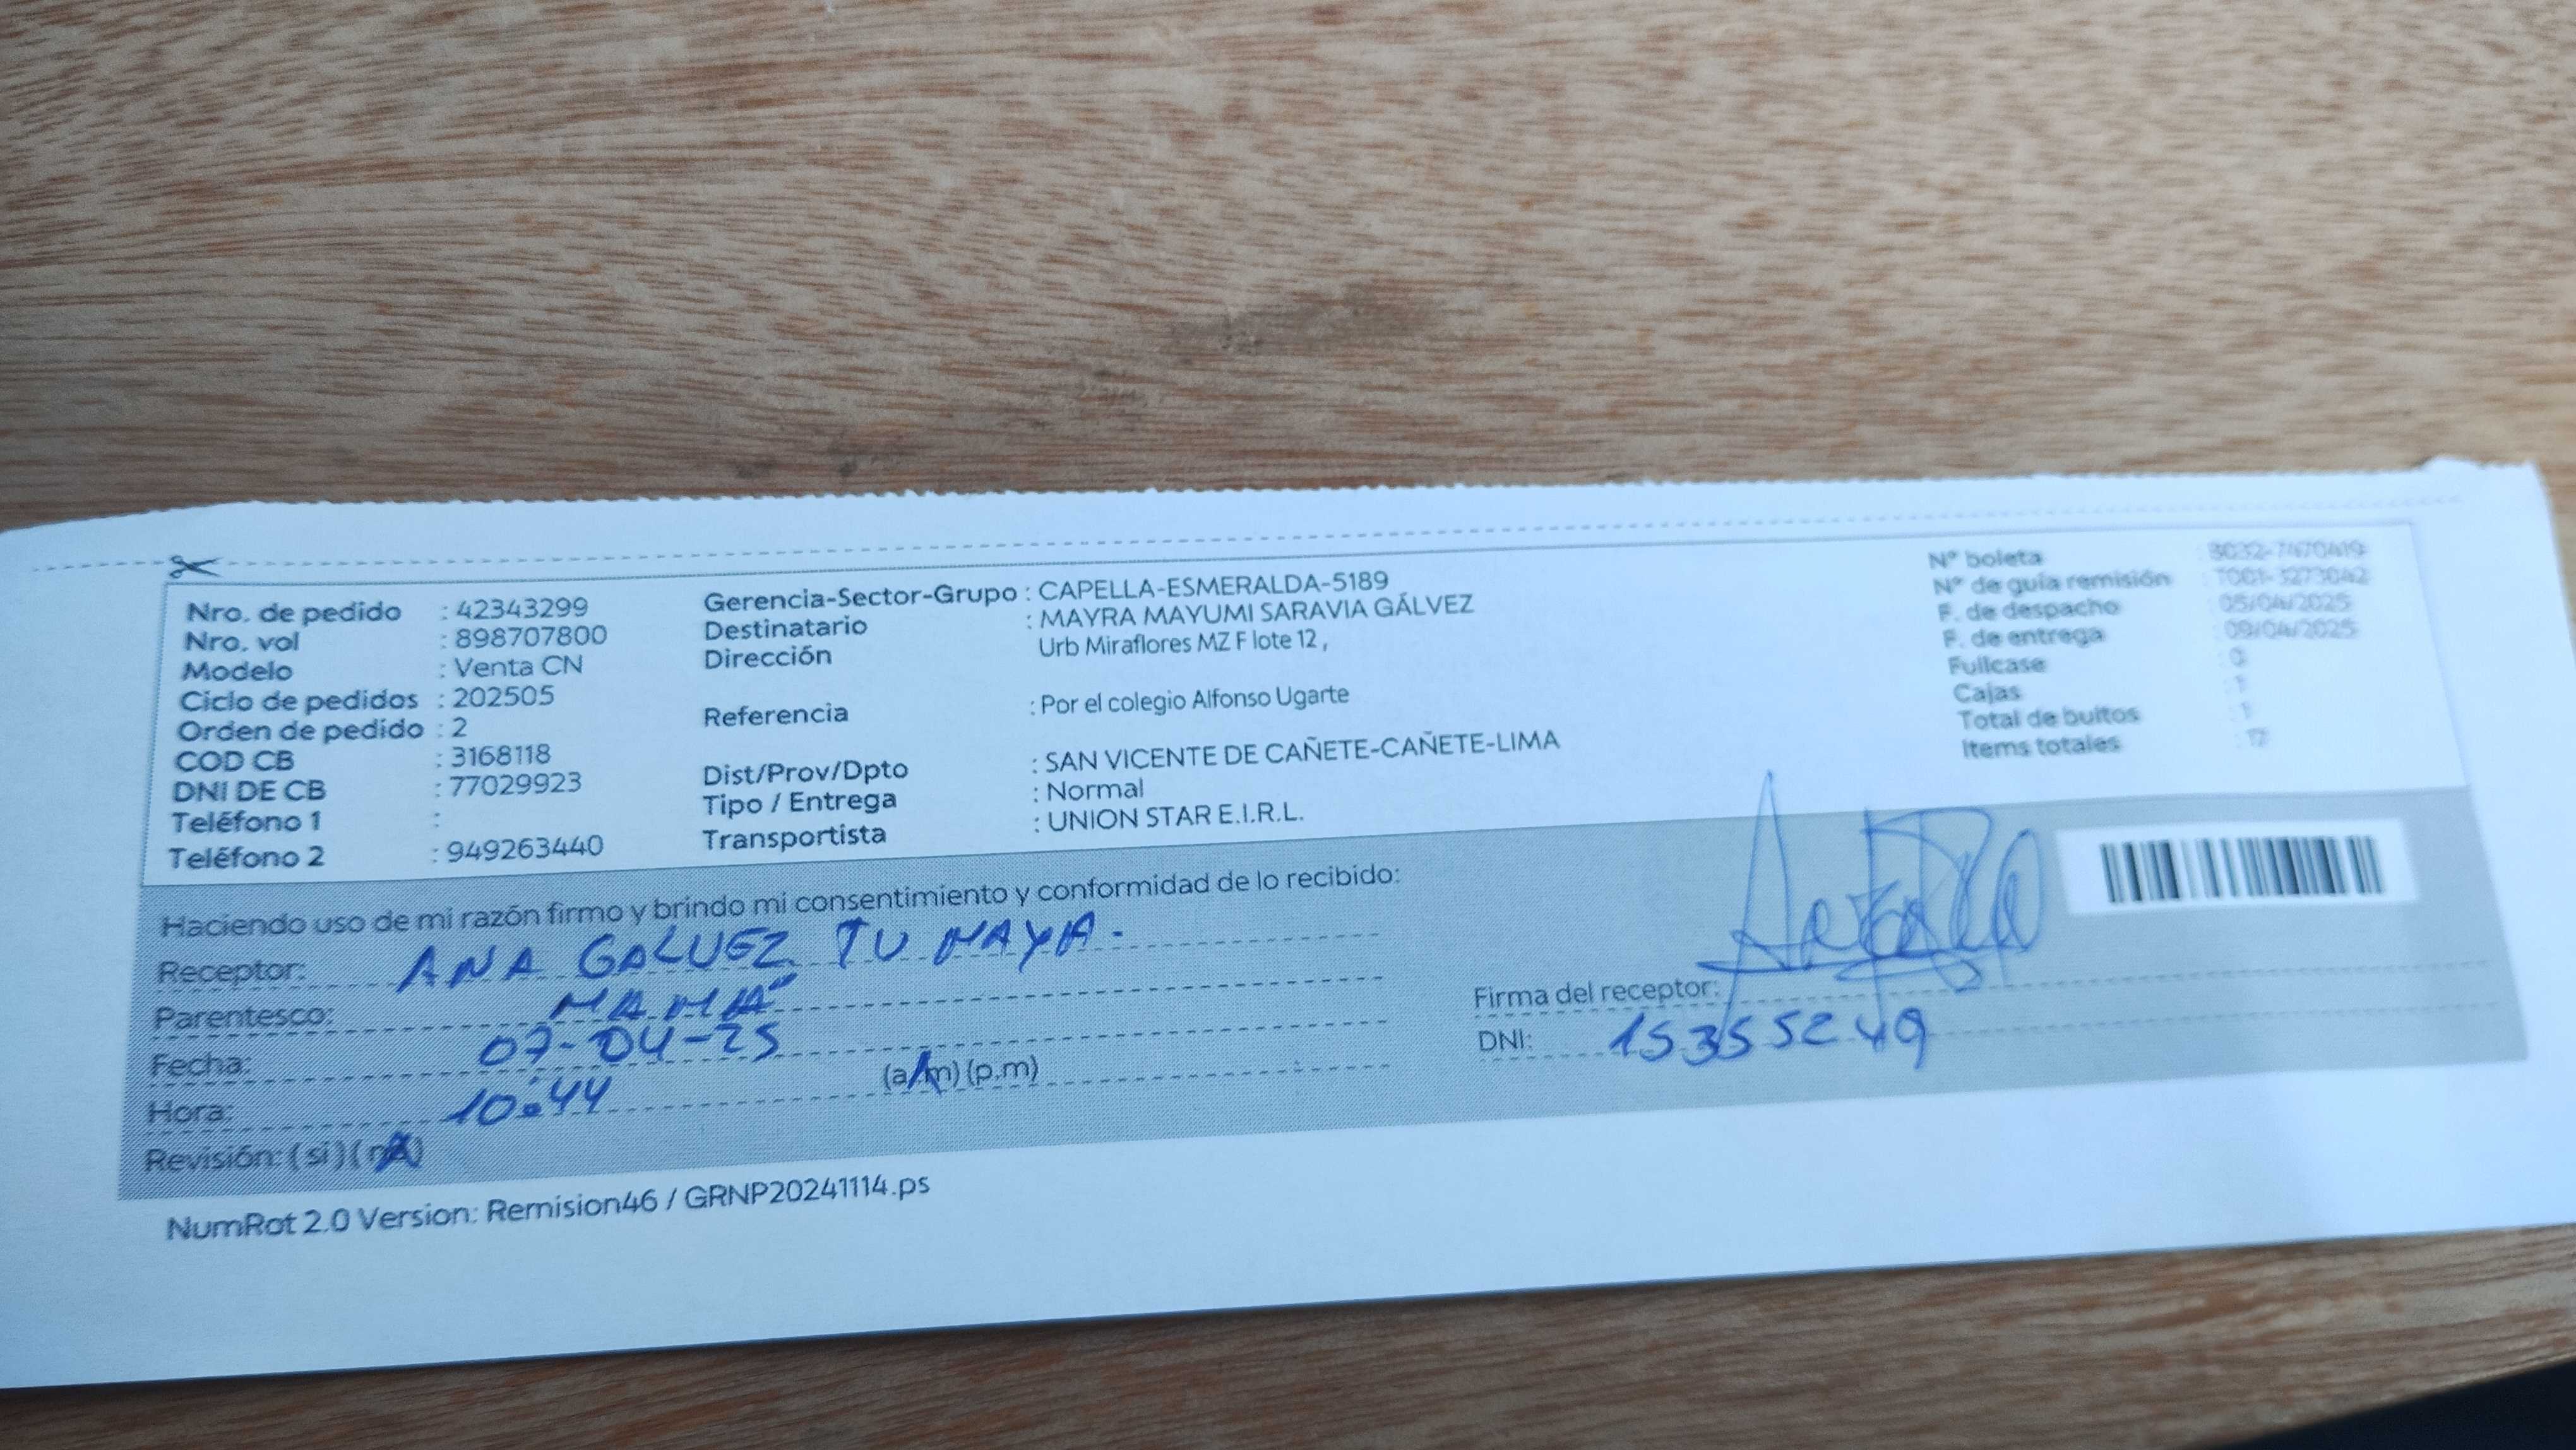 Nro. de pedido : 42343299
Nro. vol : 898707800
Modelo : Venta CN
Ciclo de pedidos : 202505
Orden de pedido : 2
COD CB : 3168118
DNI DE CB : 77029923
Teléfono 1 :
Teléfono 2 : 949263440
Gerencia-Sector-Grupo : CAPELLA-ESMERALDA-5189
Destinatario : MAYRA MAYUMI SARAVIA GÁLVEZ
Dirección Urb Miraflores MZ F lote 12 ,
Referencia : Por el colegio Alfonso Ugarte
Dist/Prov/Dpto : SAN VICENTE DE CAÑETE-CAÑETE-LIMA
Tipo / Entrega : Normal
Transportista : UNION STAR E.I.R.L.
Nº boleta
Nº de guía remisión
F. de despacho : 05/04/2025
F. de entrega : 09/04/2025
Fullcase : 0
Cajas : 1
Total de bultos : 1
Items totales
Haciendo uso de mi razón firmo y brindo mi consentimiento y conformidad de lo recibido:
Receptor: ANA GALVEZ
Parentesco: MAMÁ
Fecha: 07-04-25
Hora: 10:44 (a.m) (p.m)
Revisión: ( si ) ( no )
Firma del receptor:
DNI:
NumRot 2.0 Version: Remision46 / GRNP20241114.ps